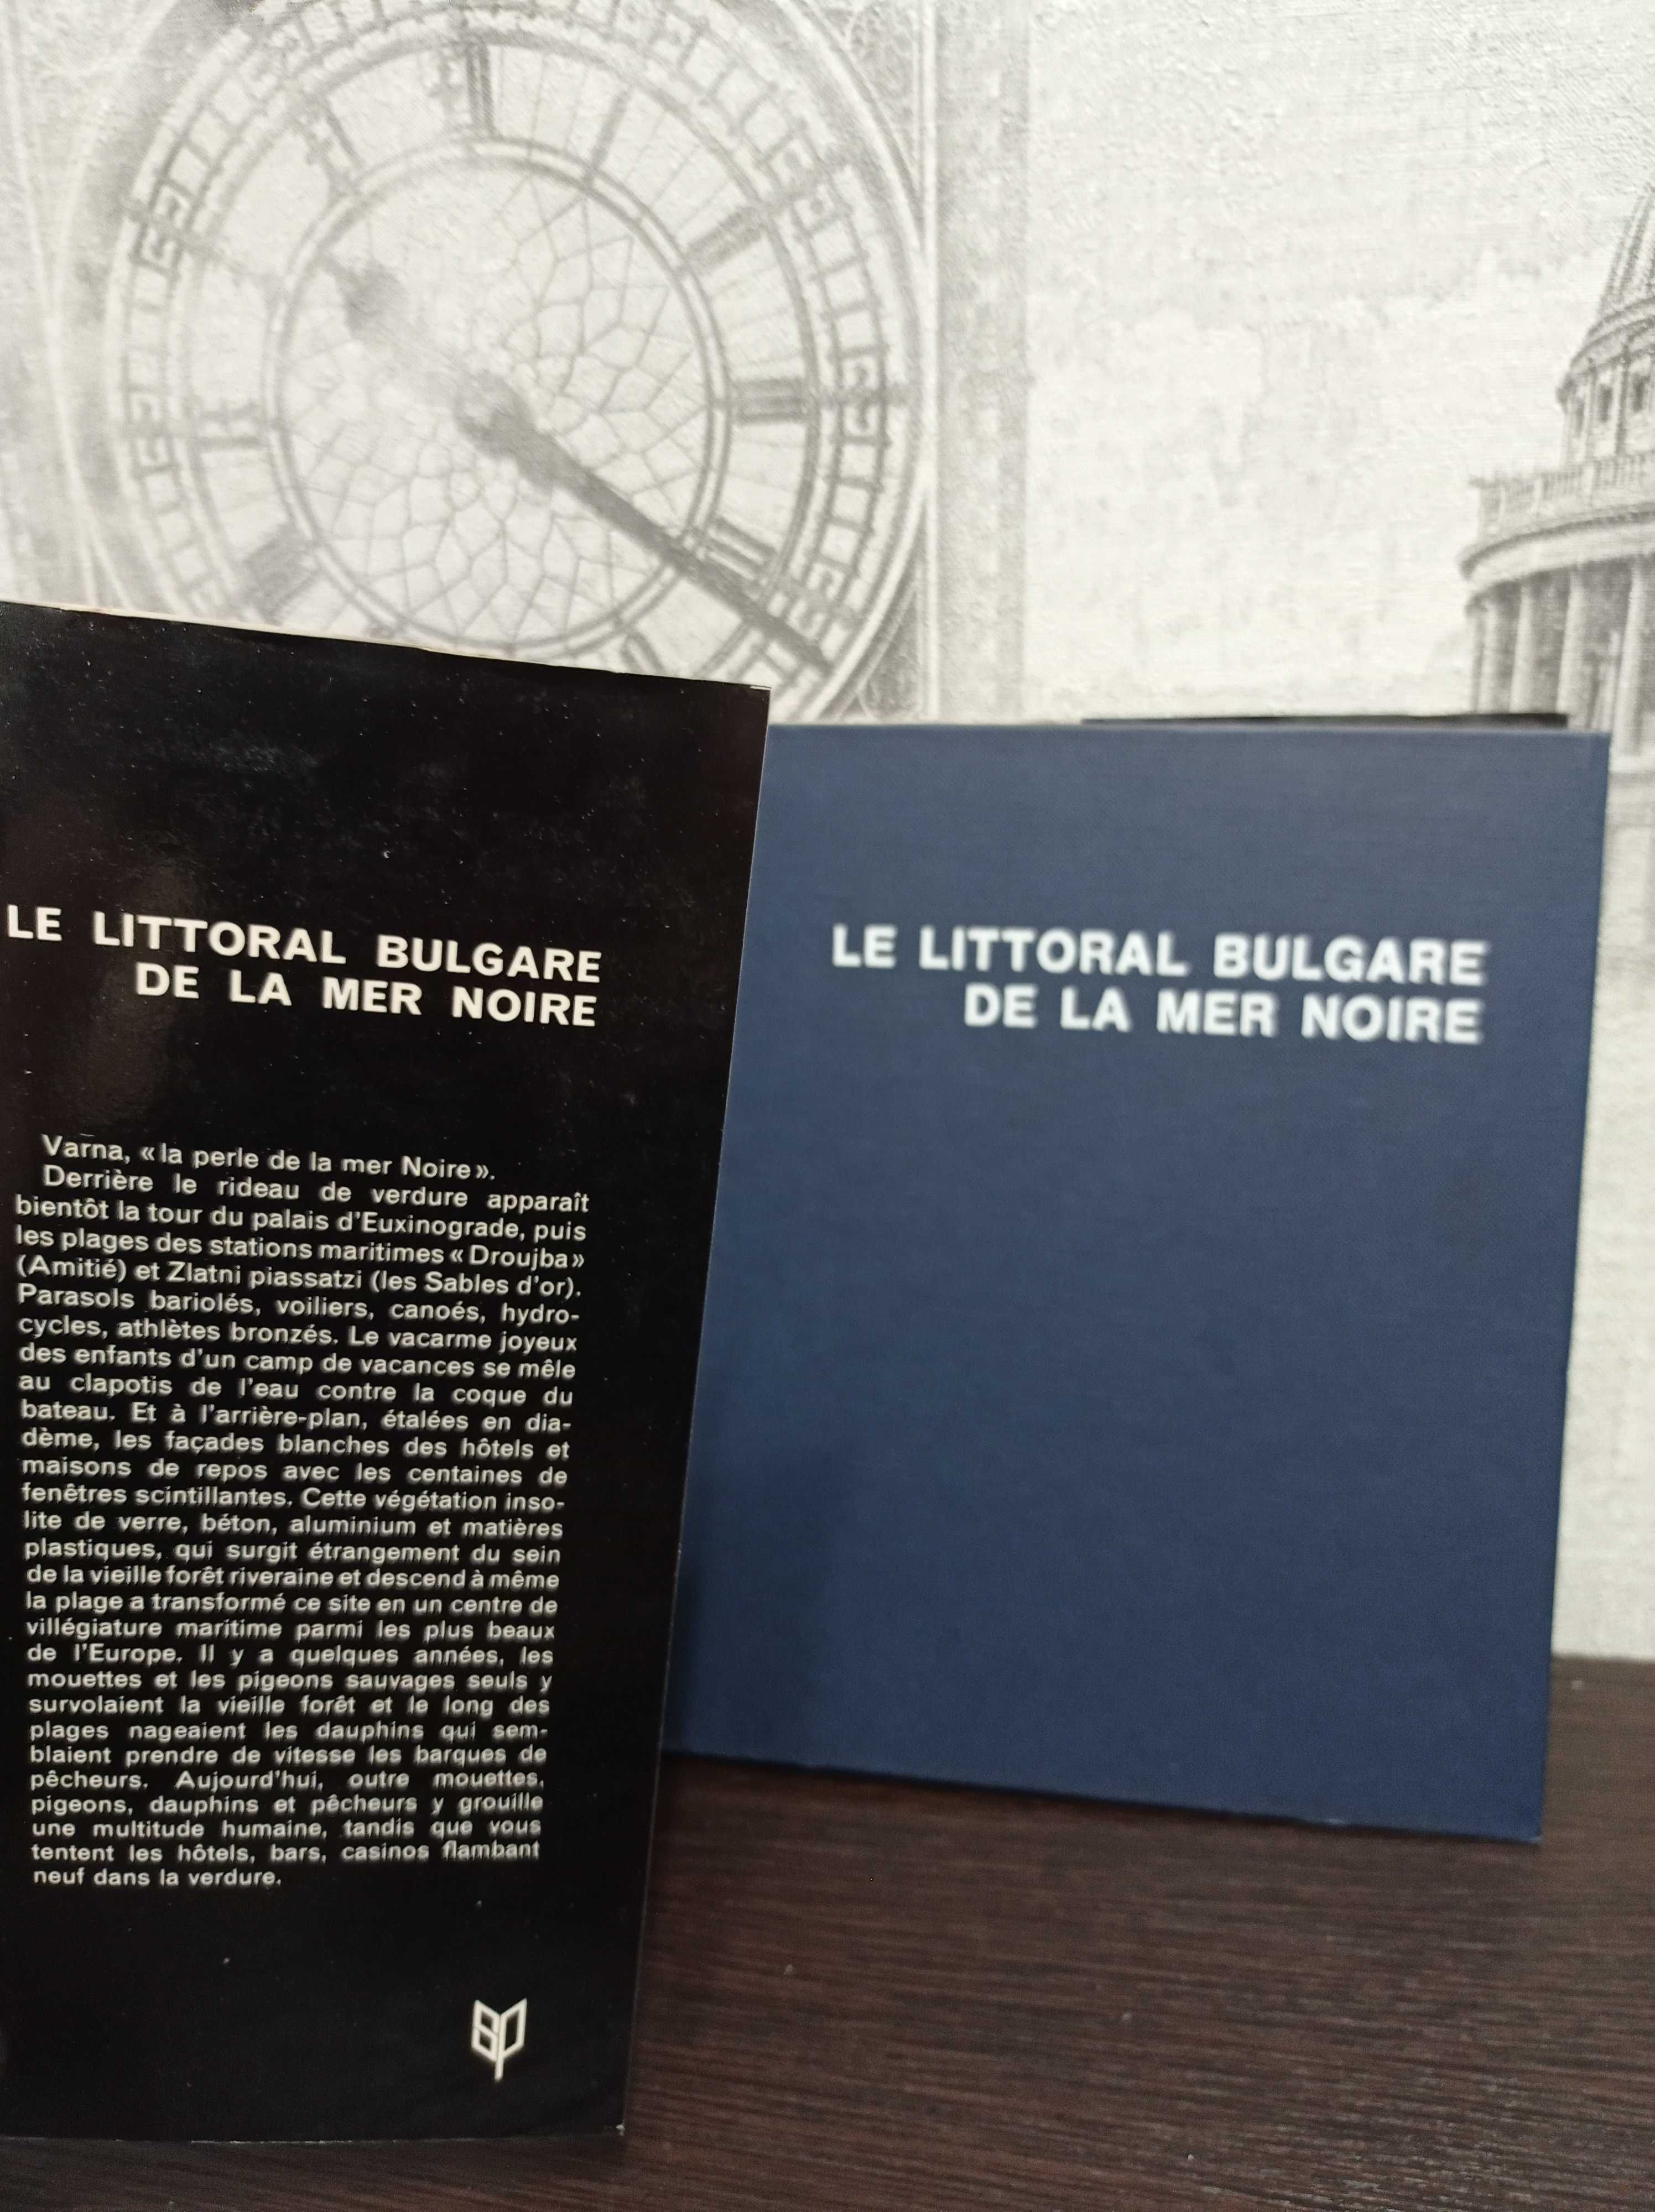 LE LITTORAL BULGARE
DE LA MER NOIRE
Varna, «la perle de la mer Noire».
Derrière le rideau de verdure apparaît
bientôt la tour du palais d'Euxinograde, puis
les plages des stations maritimes «Droujba»
(Amitié) et Zlatni piassatzi (les Sables d'or).
Parasols bariolés, voiliers, canoés, hydro-
cycles, athlètes bronzés. Le vacarme joyeux
des enfants d'un camp de vacances se mêle
au clapotis de l'eau contre la coque du
bateau. Et à l'arrière-plan, étalées en dia-
dème, les façades blanches des hôtels et
maisons de repos avec les centaines de
fenêtres scintillantes. Cette végétation inso-
lite de verre, béton, aluminium et matières
plastiques, qui surgit étrangement du sein
de la vieille forêt riveraine et descend à même
la plage a transformé ce site en un centre de
villégiature maritime parmi les plus beaux
de l'Europe. Il y a quelques années, les
mouettes et les pigeons sauvages seuls y
survolaient la vieille forêt et le long des
plages nageaient les dauphins qui sem-
blaient prendre de vitesse les barques de
pêcheurs. Aujourd'hui, outre mouettes,
pigeons, dauphins et pêcheurs y grouille
une multitude humaine, tandis que vous
tentent les hôtels, bars, casinos flambant
neuf dans la verdure.
LE LITTORAL BULGARE
DE LA MER NOIRE